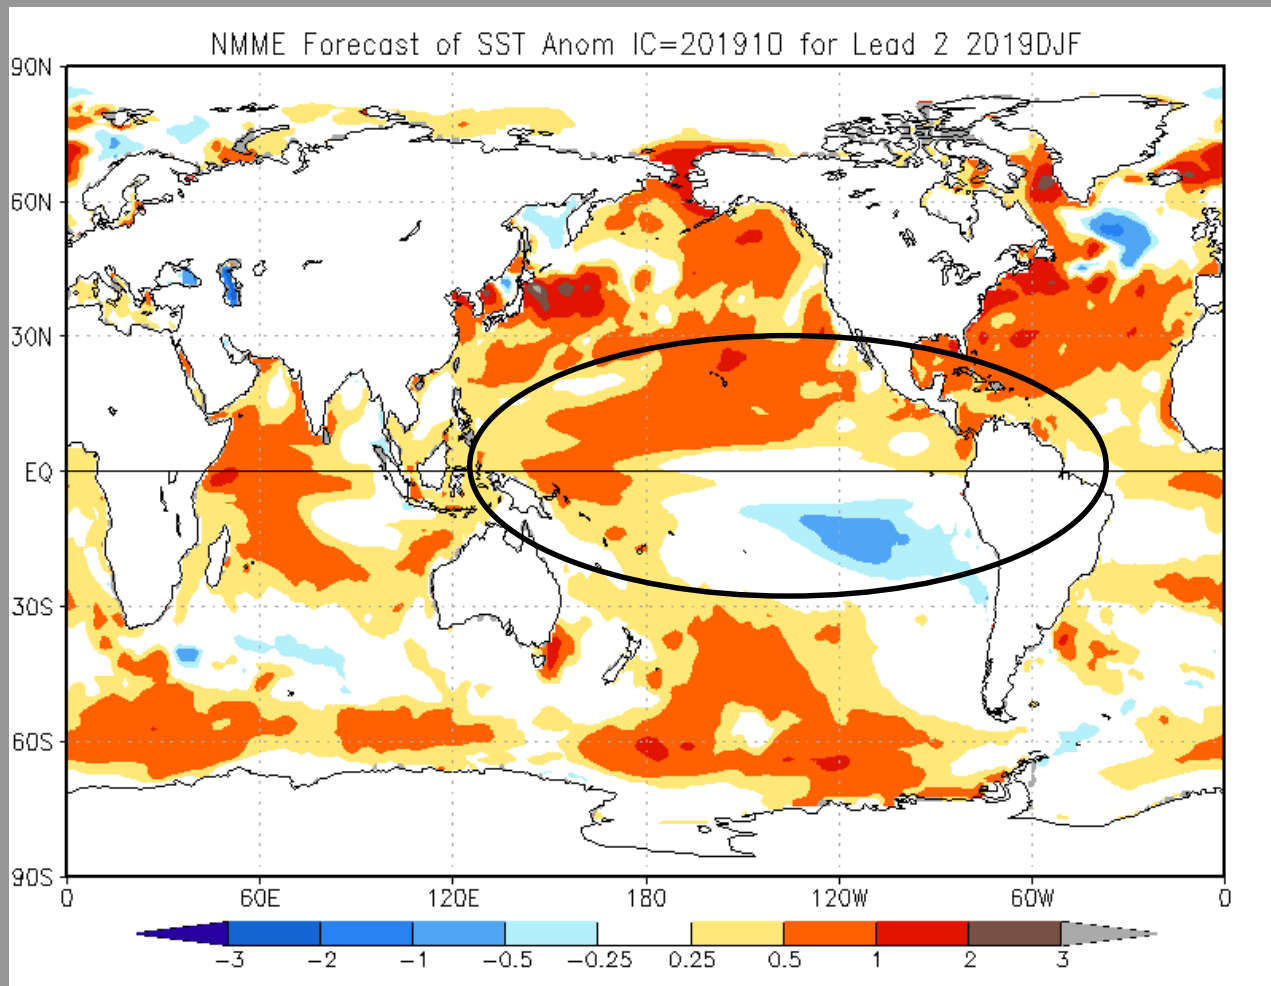 NMME Forecast of SST Anom IC=201910 for Lead 2 2019DJF
90N
60N
30N
EQ
30S
60S
90S
0 60E 120E 180 120W 60W 0
-3 -2 -1 -0.5 -0.25 0.25 0.5 1 2 3